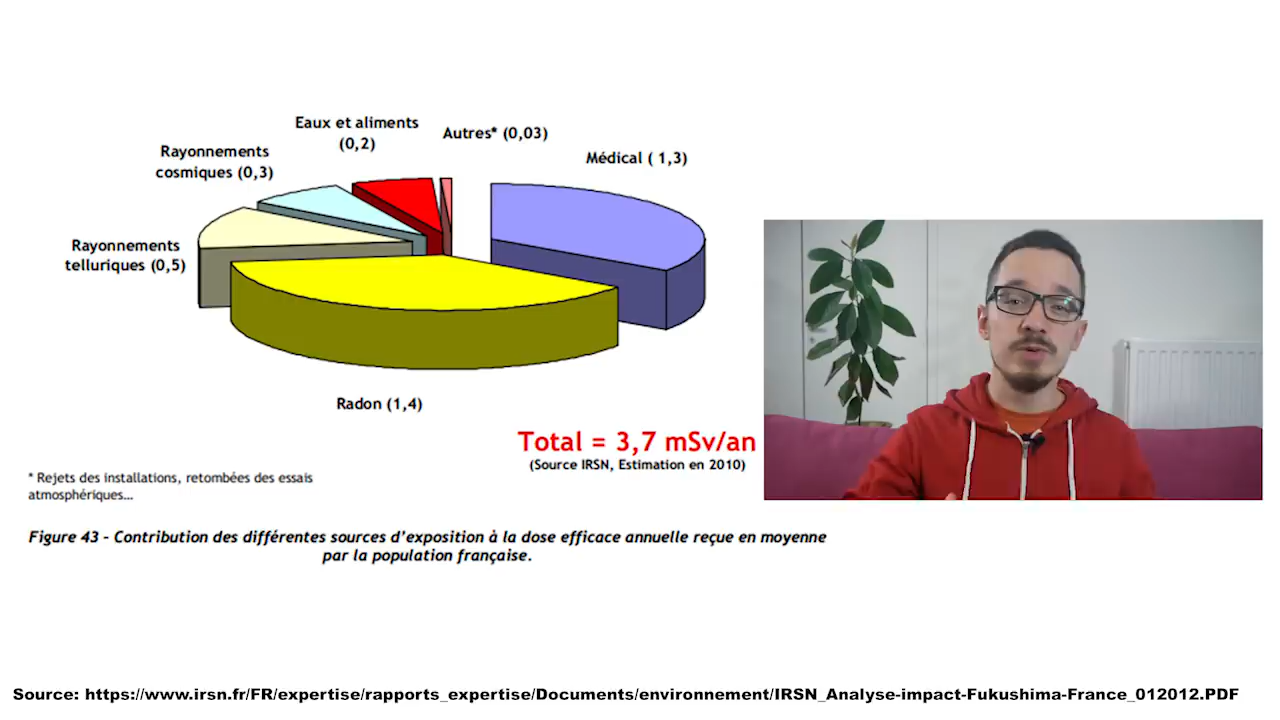 Eaux et aliments
(0,2)
Autres* (0,03)
Rayonnements
cosmiques (0,3)
Médical ( 1,3)
Rayonnements
telluriques (0,5)
Radon (1,4)
Total = 3,7 mSv/an
(Source IRSN, Estimation en 2010)
* Rejets des installations, retombées des essais
atmosphériques...
Figure 43 - Contribution des différentes sources d'exposition à la dose efficace annuelle reçue en moyenne
par la population française.
Source: https://www.irsn.fr/FR/expertise/rapports_expertise/Documents/environnement/IRSN_Analyse-impact-Fukushima-France_012012.PDF